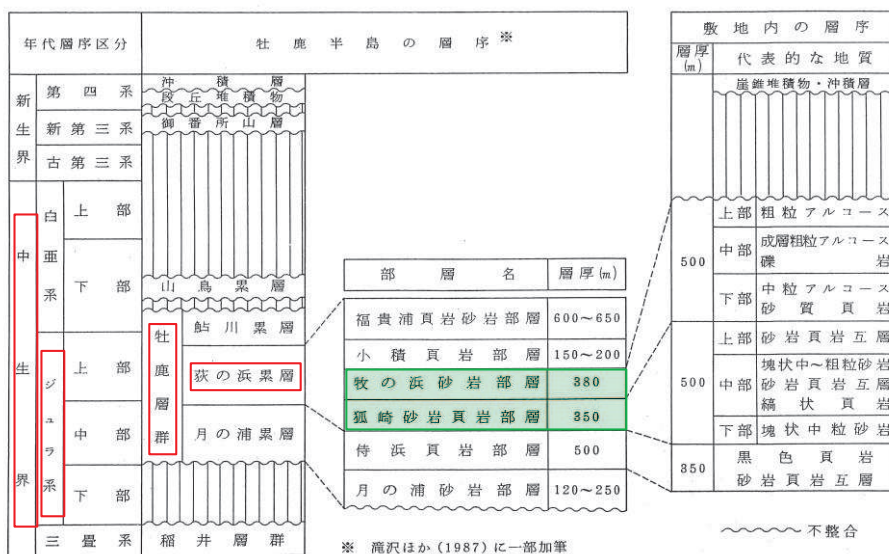 年代層序区分
牡鹿半島の層序※
敷地内の層序
層厚(m)
代表的な地質
新生界
第四系
新第三系
古第三系
沖積層
段丘堆積物
御番所山層
崖錐堆積物・沖積層
中生界
白亜系
上部
下部
山鳥累層
ジュラ系
上部
中部
下部
三畳系
牡鹿層群
鮎川累層
荻の浜累層
月の浦累層
稲井層群
部層名 層厚(m)
福貴浦頁岩砂岩部層 600~650
小積頁岩部層 150~200
牧の浜砂岩部層 380
狐崎砂岩頁岩部層 350
侍浜頁岩部層 500
月の浦砂岩部層 120~250
500
上部 粗粒アルコース
中部 成層粗粒アルコース
礫岩
下部 中粒アルコース
砂質頁岩
500
上部 砂岩頁岩互層
中部 塊状中~粗粒砂岩
砂岩頁岩互層
縞状頁岩
下部 塊状中粒砂岩
850
黒色頁岩
砂岩頁岩互層
※ 滝沢ほか(1987)に一部加筆
不整合